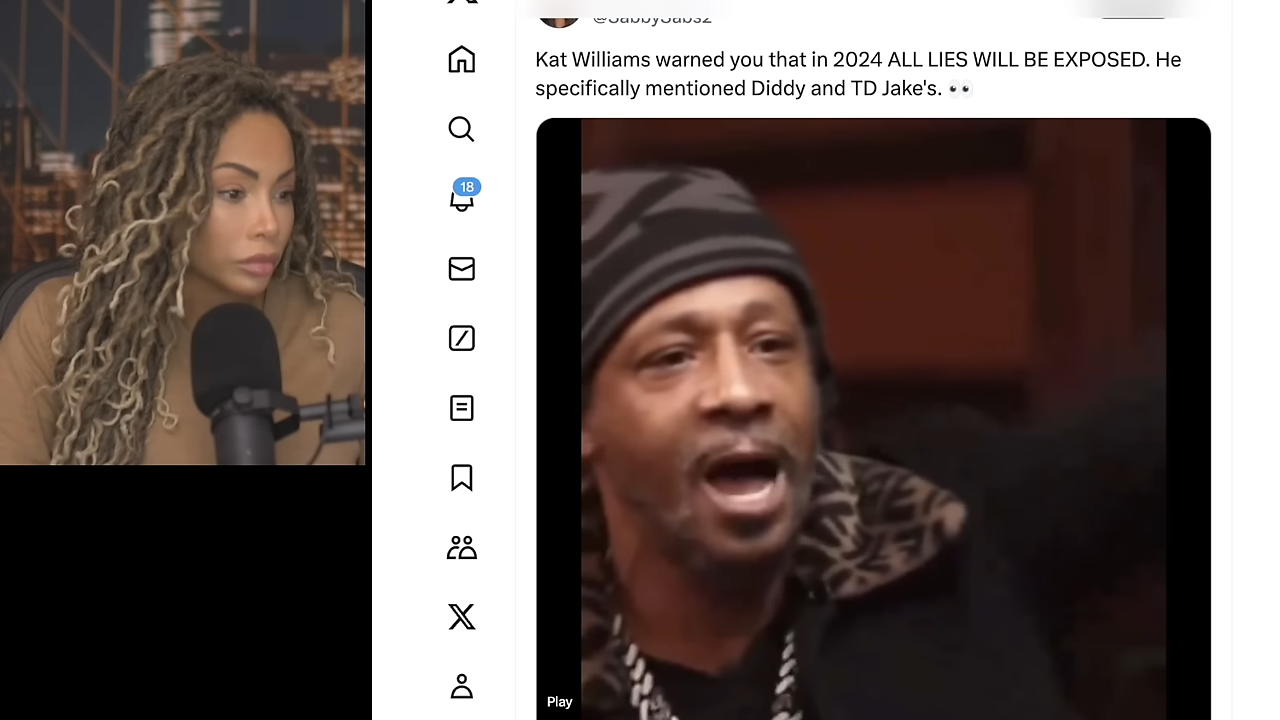 @SabbySabs2
Kat Williams warned you that in 2024 ALL LIES WILL BE EXPOSED. He
specifically mentioned Diddy and TD Jake's. 👀
18
Play